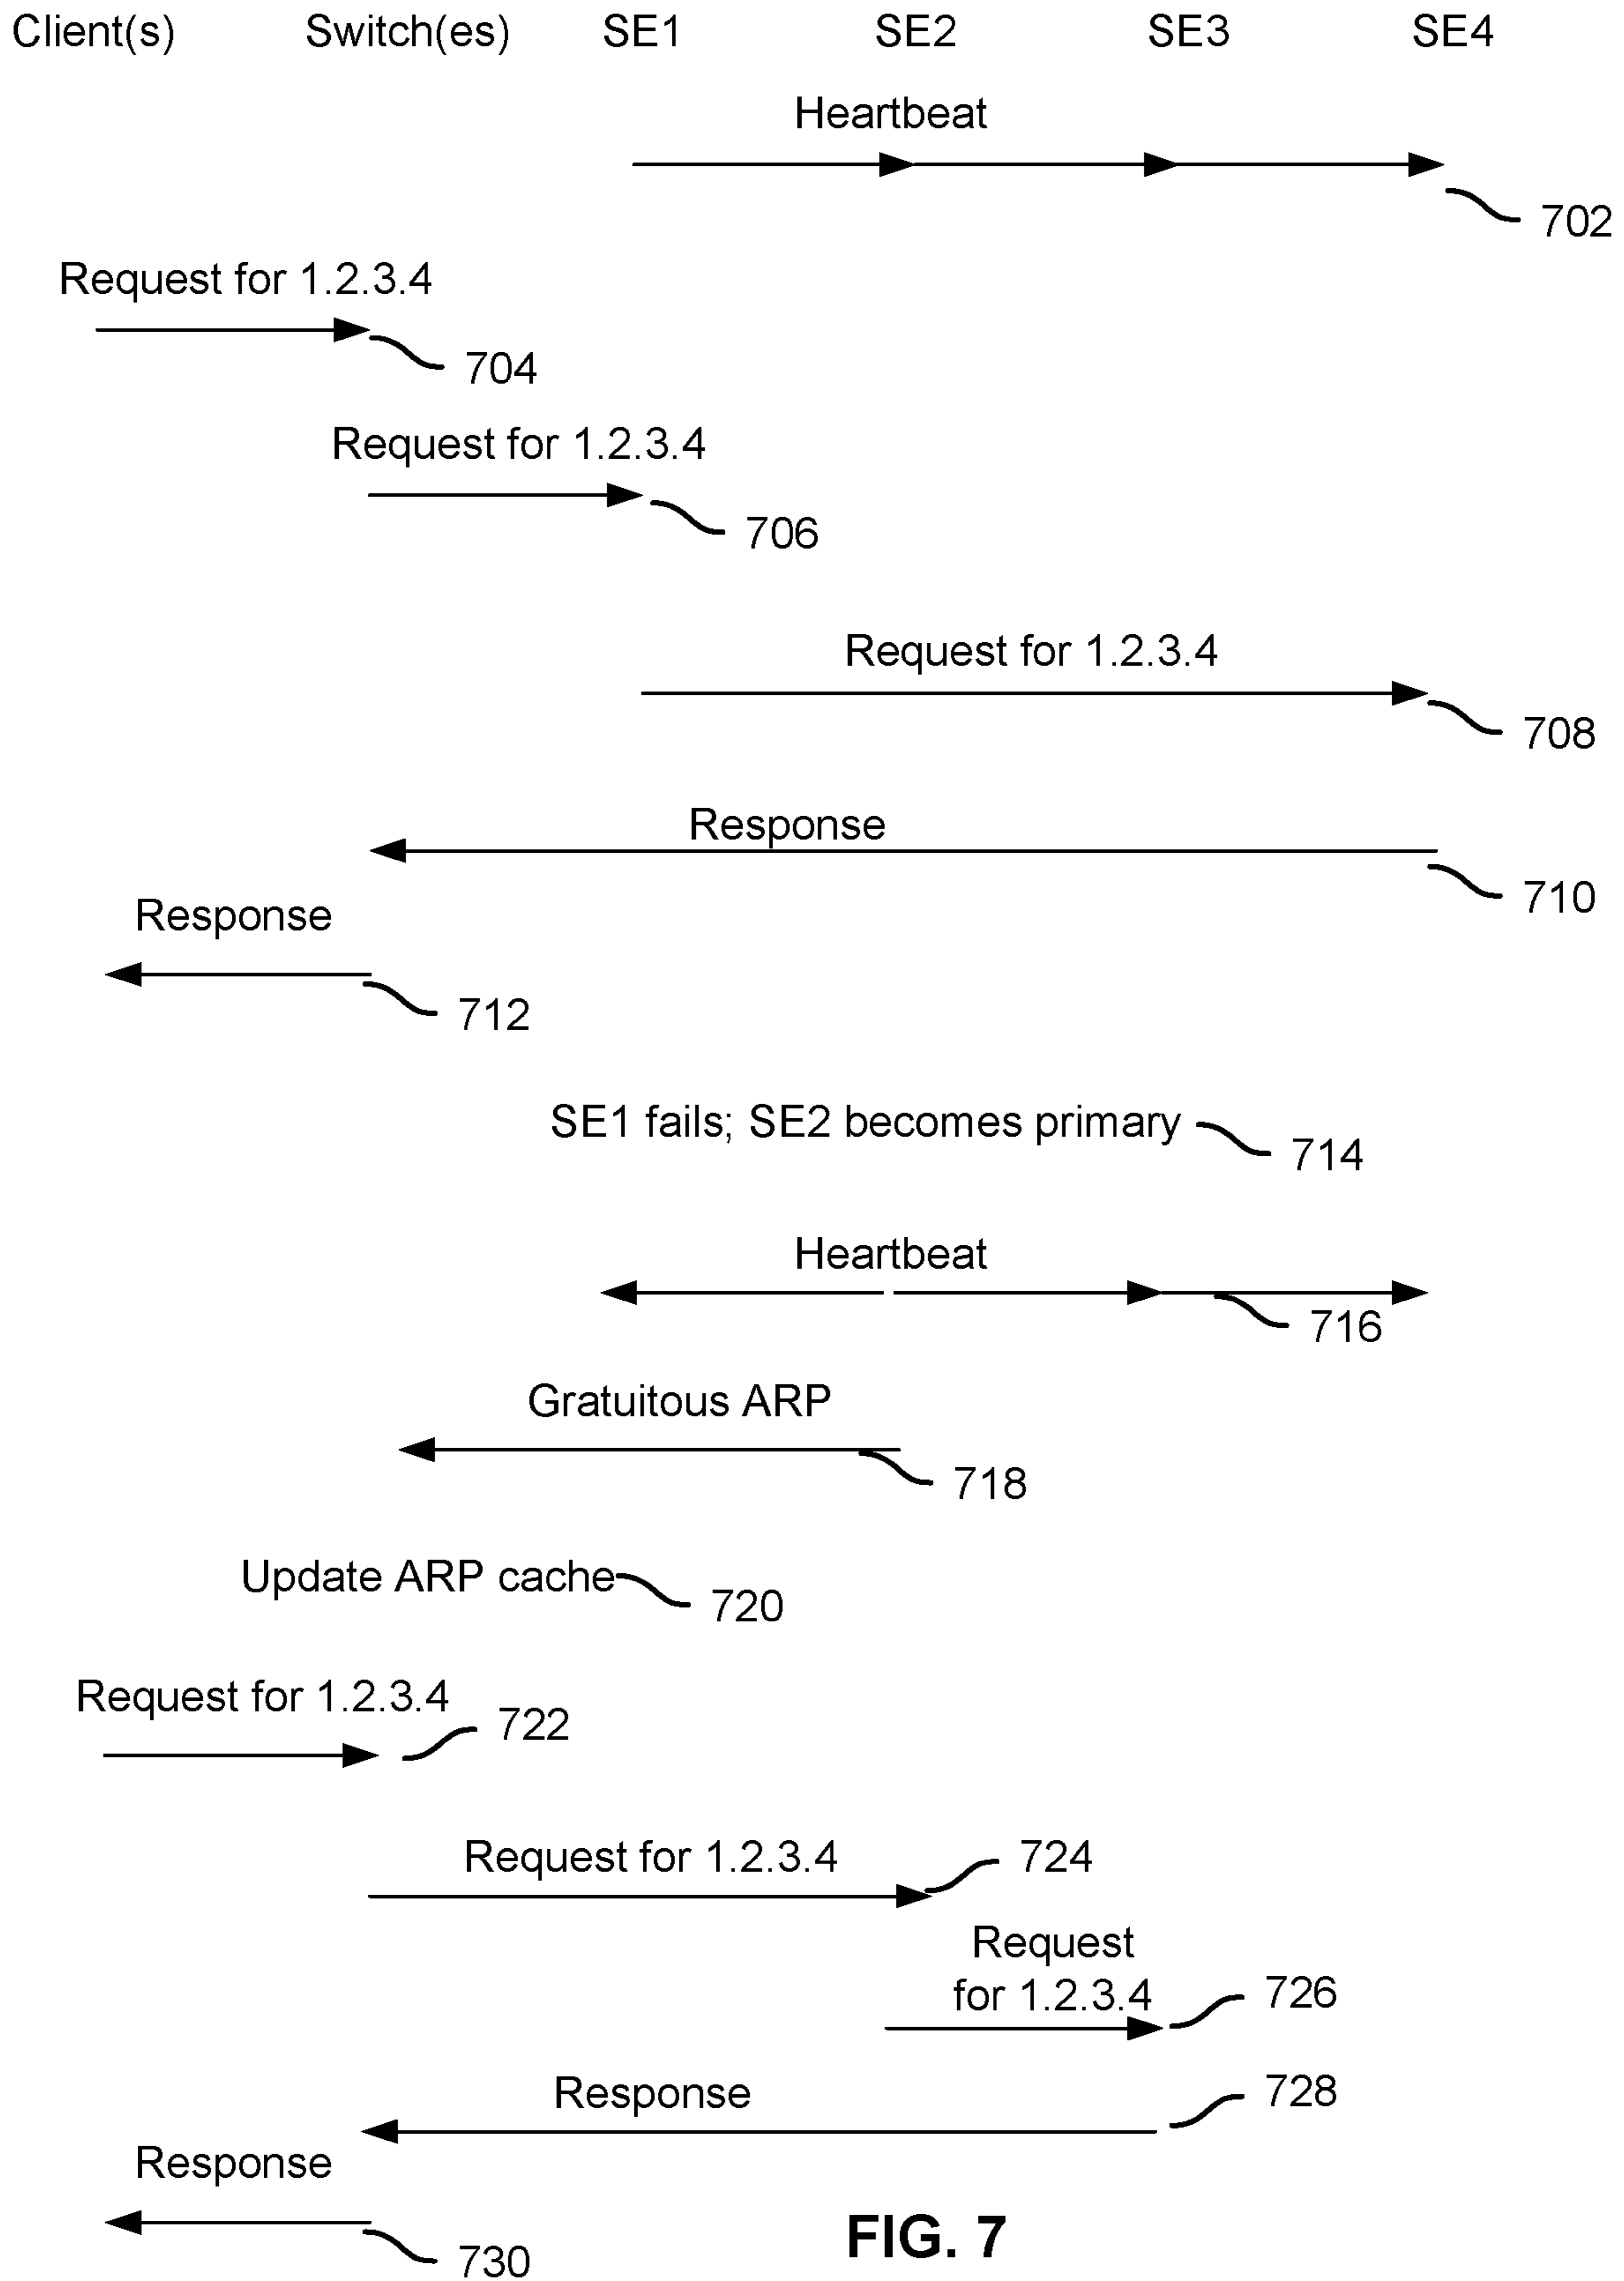 Client(s) Switch(es) SE1 SE2 SE3 SE4
Heartbeat
702
Request for 1.2.3.4
704
Request for 1.2.3.4
706
Request for 1.2.3.4
708
Response
710
Response
712
SE1 fails; SE2 becomes primary
714
Heartbeat
716
Gratuitous ARP
718
Update ARP cache
720
Request for 1.2.3.4
722
Request for 1.2.3.4
724
Request
for 1.2.3.4
726
Response
728
Response
730
FIG. 7